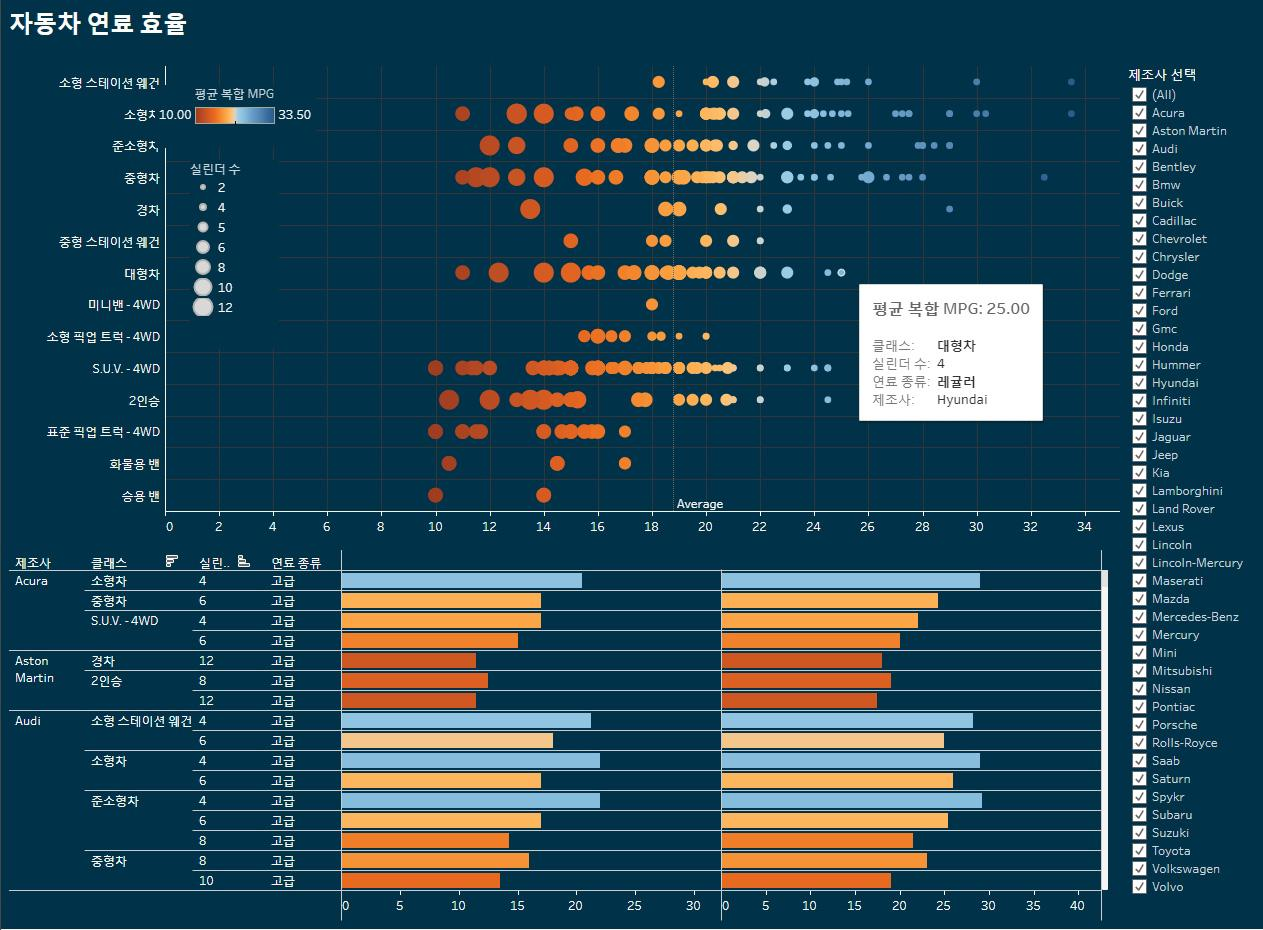 자동차 연료 효율
소형 스테이션 웨건
소형차
준소형차
중형차
경차
중형 스테이션 웨건
대형차
미니밴 - 4WD
소형 픽업 트럭 - 4WD
S.U.V. - 4WD
2인승
표준 픽업 트럭 - 4WD
화물용 밴
승용 밴
평균 복합 MPG
10.00 33.50
실린더 수
2
4
5
6
8
10
12
평균 복합 MPG: 25.00
클래스: 대형차
실린더 수: 4
연료 종류: 레귤러
제조사: Hyundai
Average
0 2 4 6 8 10 12 14 16 18 20 22 24 26 28 30 32 34
제조사 클래스 실린.. 연료 종류
Acura 소형차 4 고급
중형차 6 고급
S.U.V. - 4WD 4 고급
6 고급
Aston Martin 경차 12 고급
2인승 8 고급
12 고급
Audi 소형 스테이션 웨건 4 고급
6 고급
소형차 4 고급
6 고급
준소형차 4 고급
6 고급
8 고급
중형차 8 고급
10 고급
0 5 10 15 20 25 30 0 5 10 15 20 25 30 35 40
제조사 선택
(All)
Acura
Aston Martin
Audi
Bentley
Bmw
Buick
Cadillac
Chevrolet
Chrysler
Dodge
Ferrari
Ford
Gmc
Honda
Hummer
Hyundai
Infiniti
Isuzu
Jaguar
Jeep
Kia
Lamborghini
Land Rover
Lexus
Lincoln
Lincoln-Mercury
Maserati
Mazda
Mercedes-Benz
Mercury
Mini
Mitsubishi
Nissan
Pontiac
Porsche
Rolls-Royce
Saab
Saturn
Spykr
Subaru
Suzuki
Toyota
Volkswagen
Volvo